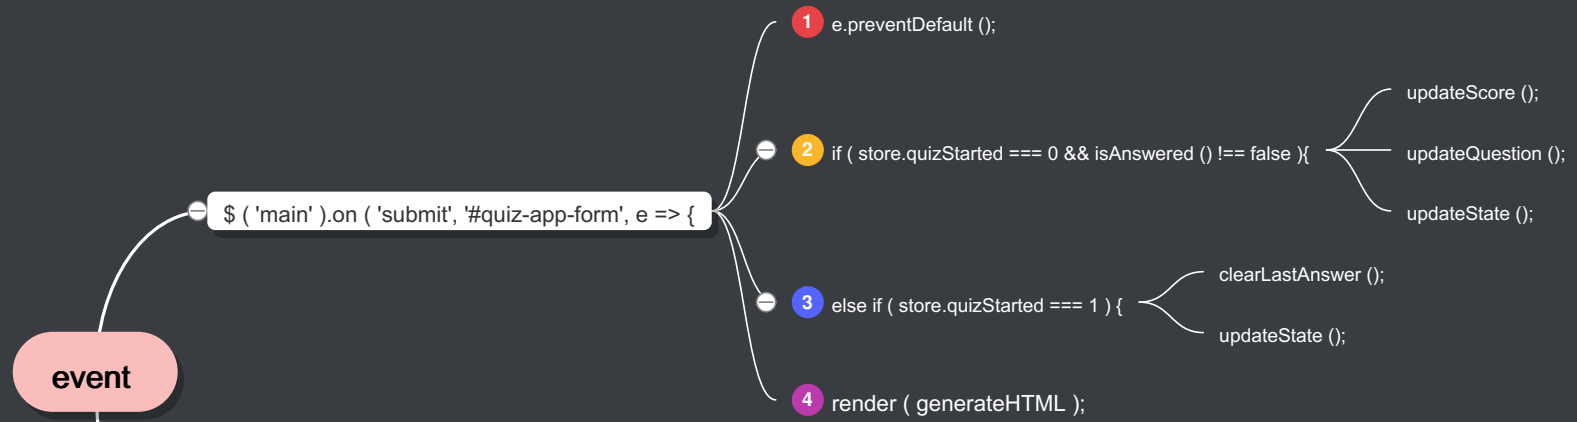 1 e.preventDefault ();
updateScore ();
2 if ( store.quizStarted === 0 && isAnswered () !== false ){
updateQuestion ();
updateState ();
$ ( 'main' ).on ( 'submit', '#quiz-app-form', e => {
clearLastAnswer ();
3 else if ( store.quizStarted === 1 ) {
updateState ();
event
4 render ( generateHTML );